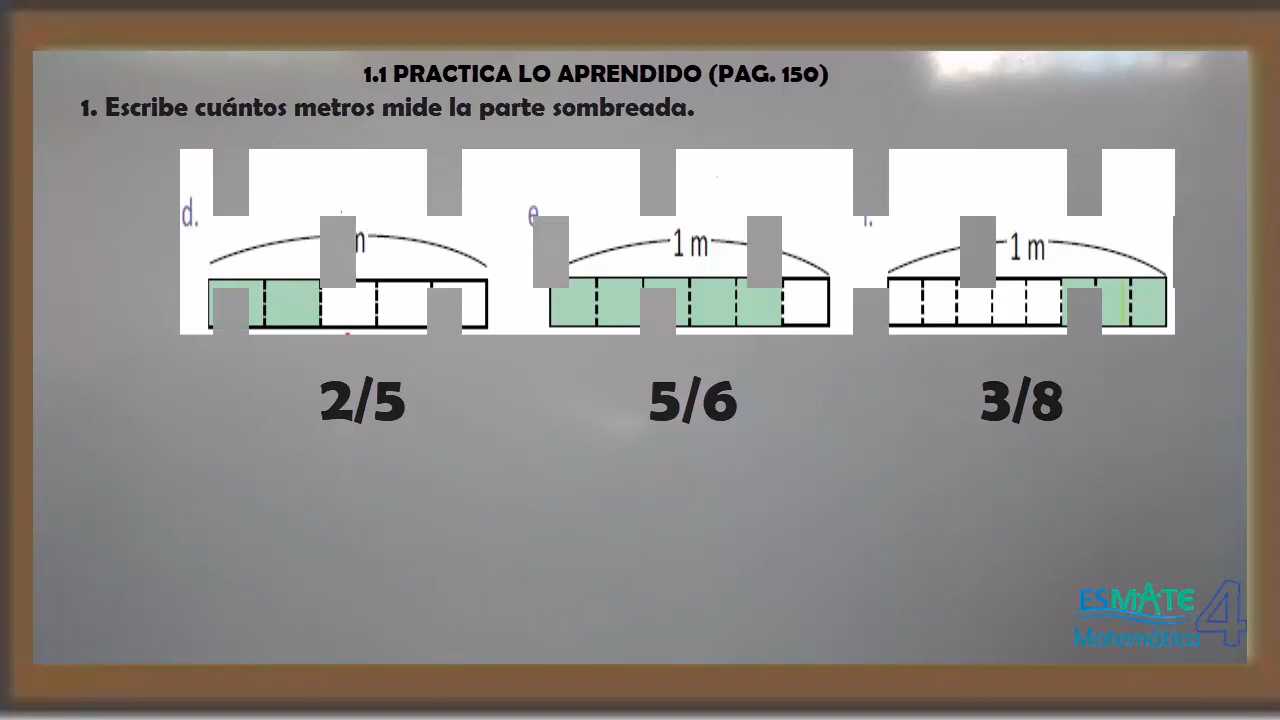 1.1 PRACTICA LO APRENDIDO (PAG. 150)
1. Escribe cuántos metros mide la parte sombreada.
d.
e
1 m
1 m
2/5
5/6
3/8
ESMATE 4
Matemática